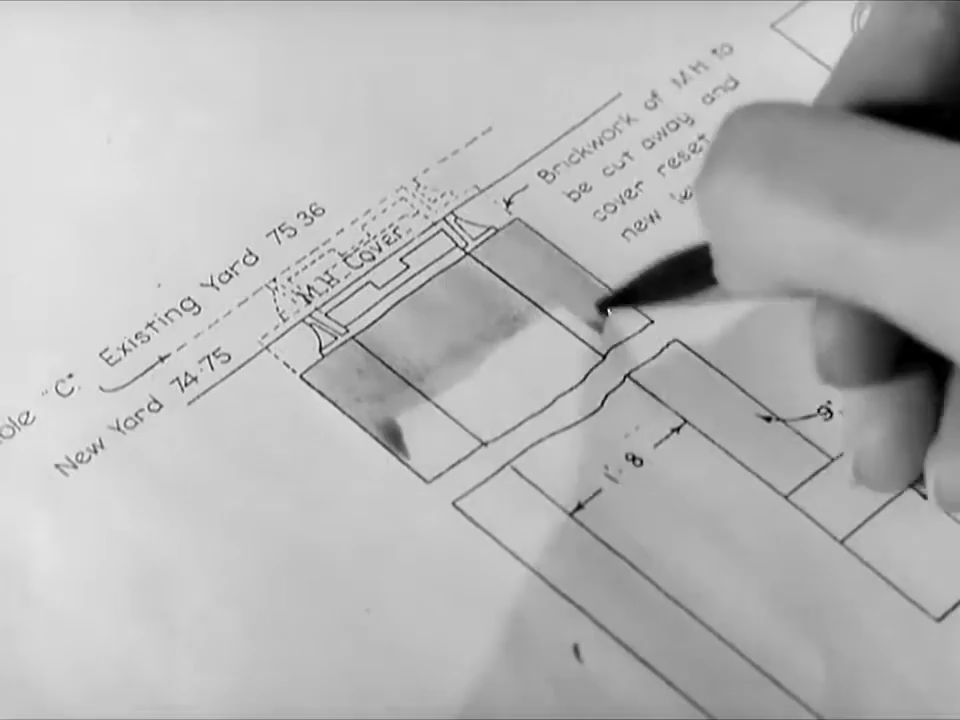 "C"
Existing Yard 75.36
New Yard 74.75
M.H. Cover
Brickwork of M.H to
be cut away and
cover reset
new
1'- 8"
9"